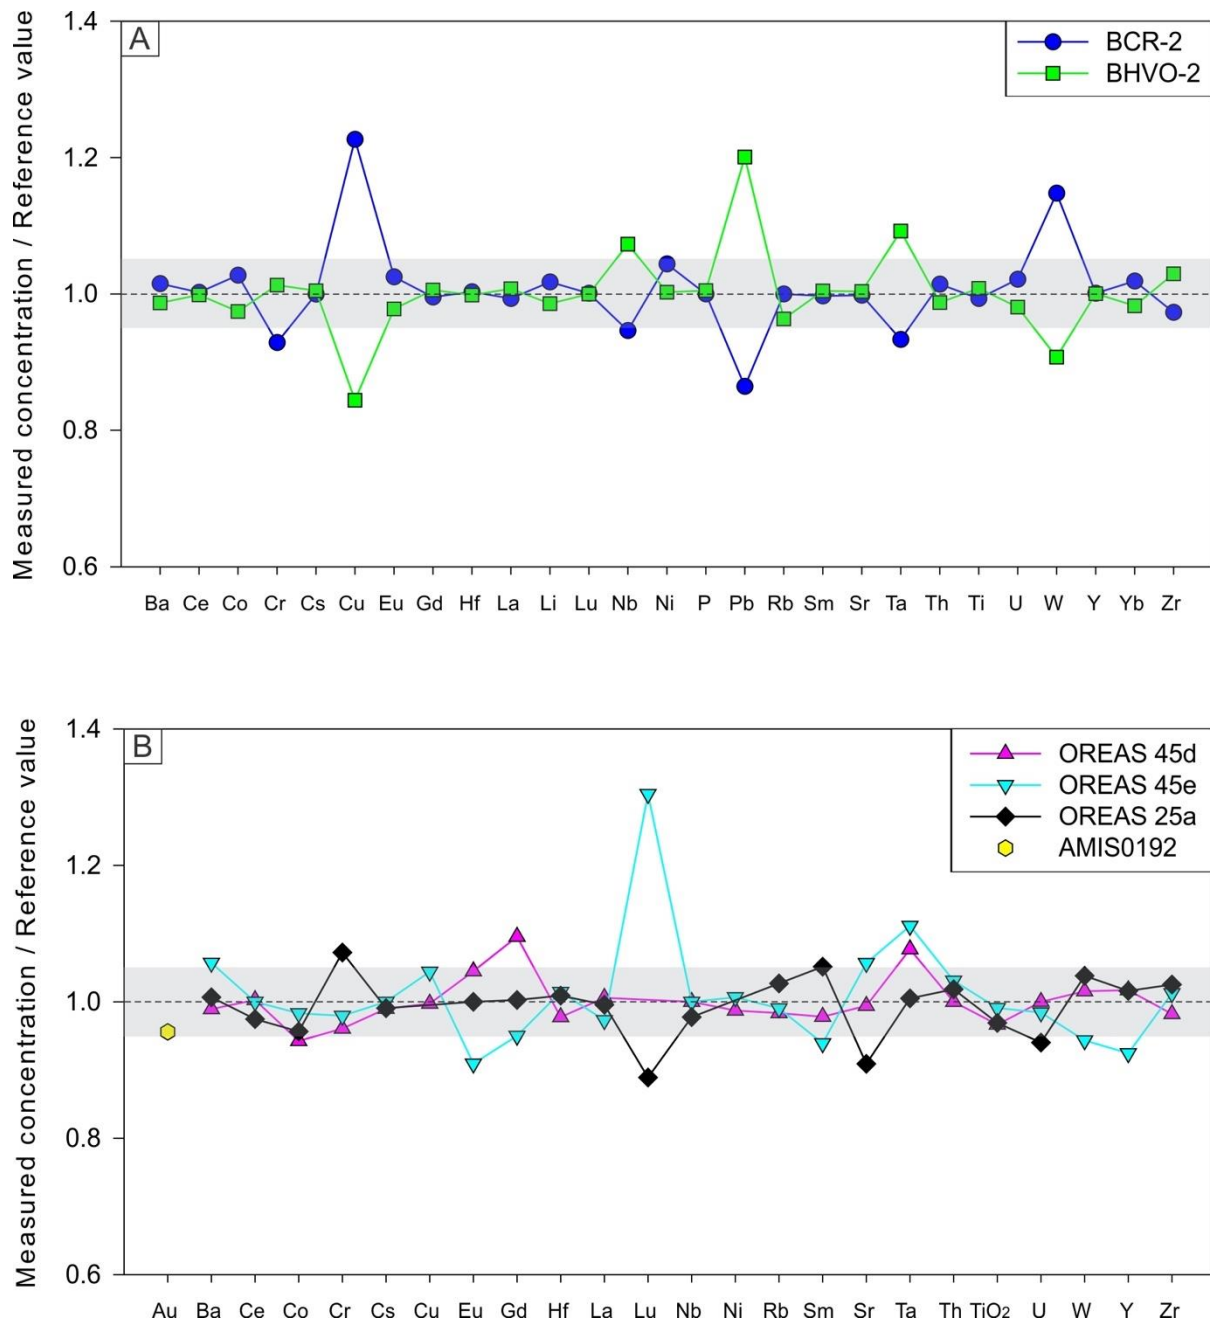 A
BCR-2
BHVO-2
Measured concentration / Reference value
1.4
1.2
1.0
0.8
0.6
Ba Ce Co Cr Cs Cu Eu Gd Hf La Li Lu Nb Ni P Pb Rb Sm Sr Ta Th Ti U W Y Yb Zr
B
OREAS 45d
OREAS 45e
OREAS 25a
AMIS0192
Measured concentration / Reference value
1.4
1.2
1.0
0.8
0.6
Au Ba Ce Co Cr Cs Cu Eu Gd Hf La Lu Nb Ni Rb Sm Sr Ta Th TiO2 U W Y Zr